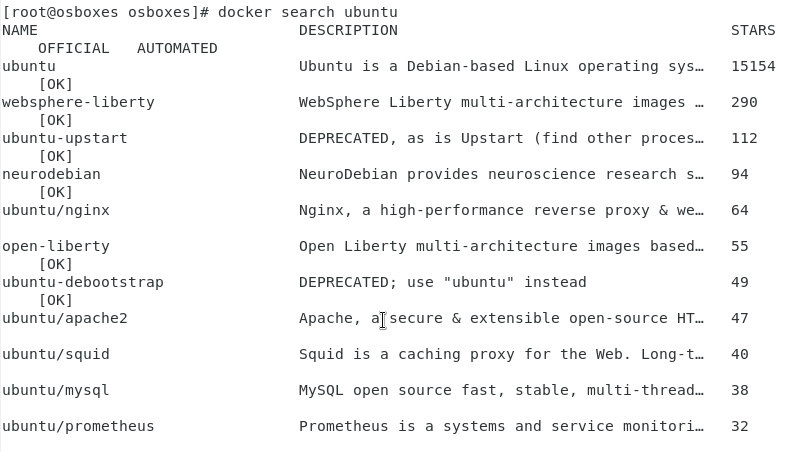 [root@osboxes osboxes]# docker search ubuntu
NAME                             DESCRIPTION                                     STARS
    OFFICIAL   AUTOMATED
ubuntu                           Ubuntu is a Debian-based Linux operating sys…   15154
    [OK]
websphere-liberty                WebSphere Liberty multi-architecture images …   290
    [OK]
ubuntu-upstart                   DEPRECATED, as is Upstart (find other proces…   112
    [OK]
neurodebian                      NeuroDebian provides neuroscience research s…   94
    [OK]
ubuntu/nginx                     Nginx, a high-performance reverse proxy & we…   64
open-liberty                     Open Liberty multi-architecture images based…   55
    [OK]
ubuntu-debootstrap               DEPRECATED; use "ubuntu" instead                49
    [OK]
ubuntu/apache2                   Apache, a secure & extensible open-source HT…   47
ubuntu/squid                     Squid is a caching proxy for the Web. Long-t…   40
ubuntu/mysql                     MySQL open source fast, stable, multi-thread…   38
ubuntu/prometheus                Prometheus is a systems and service monitori…   32